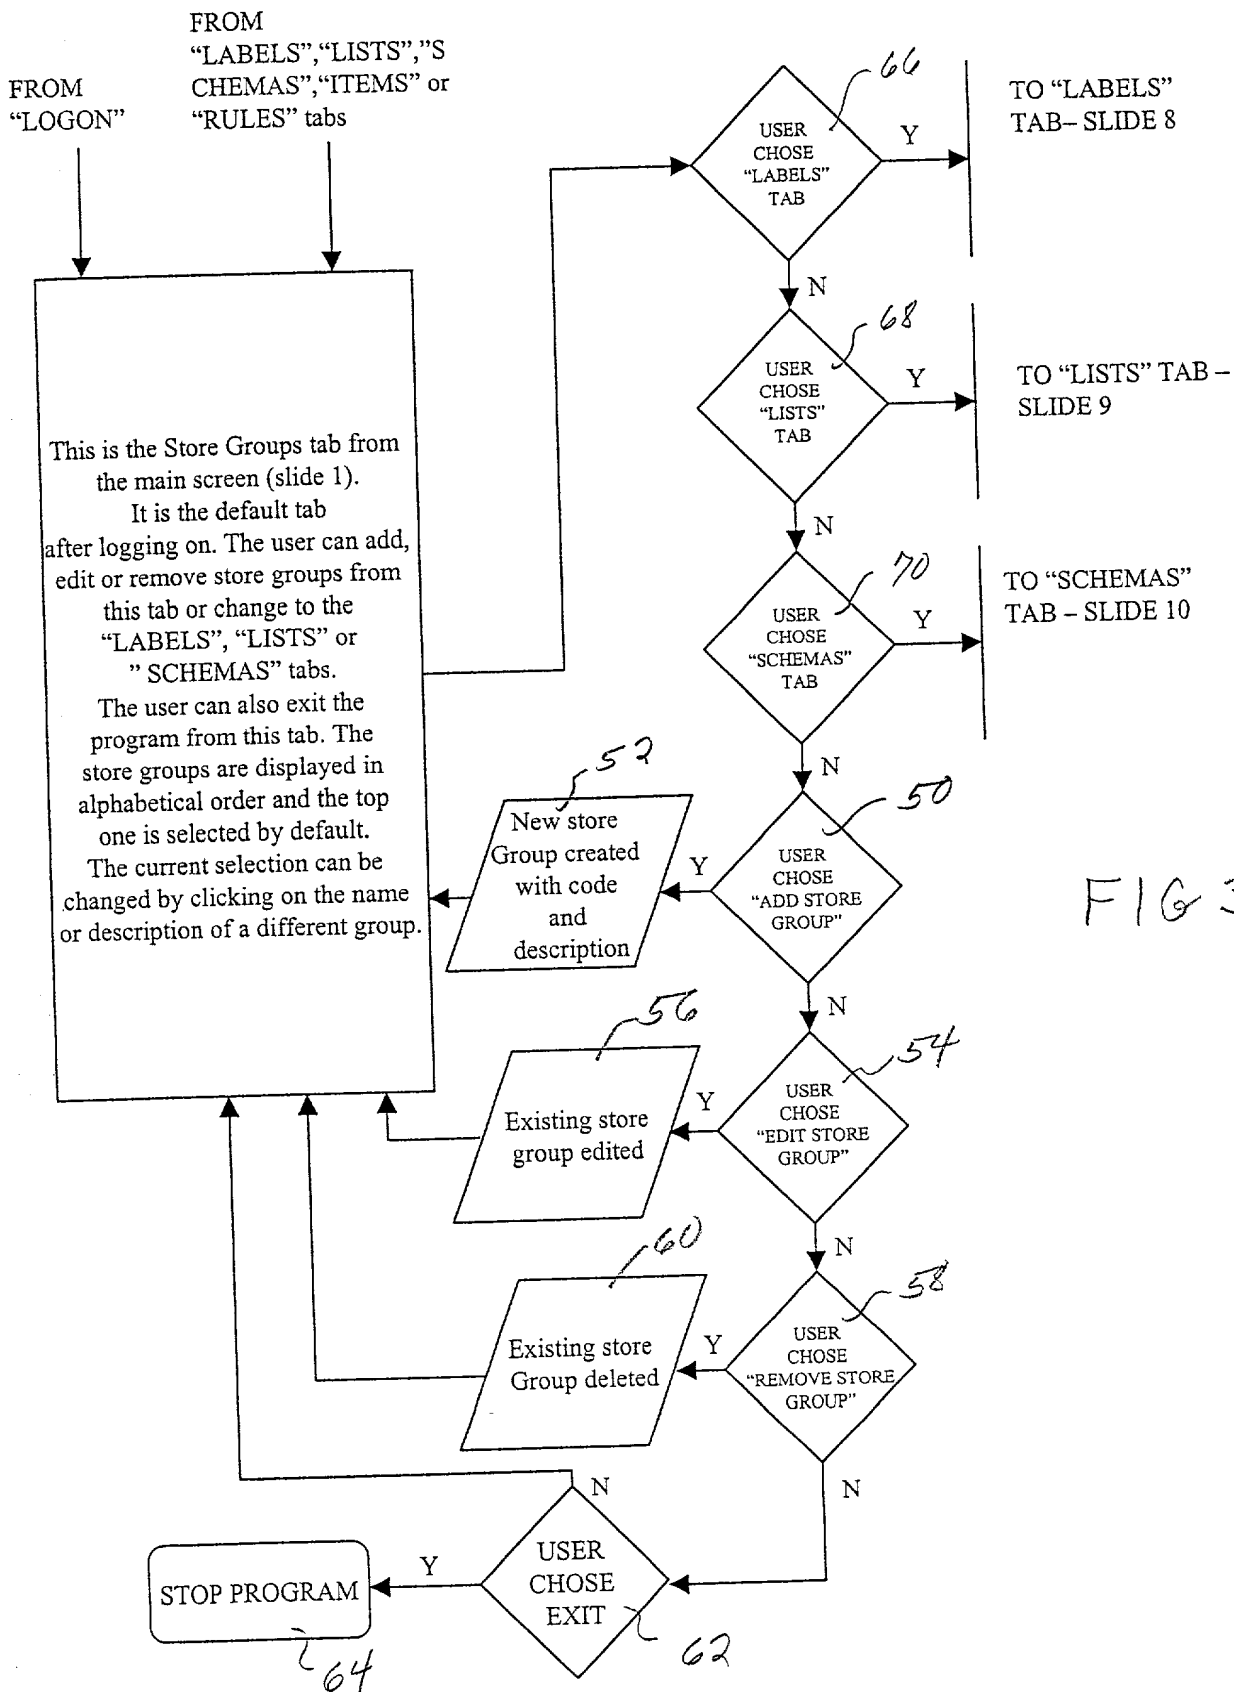 FROM
“LABELS”,“LISTS”,”S
CHEMAS”,“ITEMS” or
“RULES” tabs
FROM
“LOGON”
66
USER
CHOSE
“LABELS”
TAB
Y
TO “LABELS”
TAB– SLIDE 8
N
68
USER
CHOSE
“LISTS”
TAB
Y
TO “LISTS” TAB –
SLIDE 9
N
70
USER
CHOSE
“SCHEMAS”
TAB
Y
TO “SCHEMAS”
TAB – SLIDE 10
N
This is the Store Groups tab from
the main screen (slide 1).
It is the default tab
after logging on. The user can add,
edit or remove store groups from
this tab or change to the
“LABELS”, “LISTS” or
” SCHEMAS” tabs.
The user can also exit the
program from this tab. The
store groups are displayed in
alphabetical order and the top
one is selected by default.
The current selection can be
changed by clicking on the name
or description of a different group.
52
New store
Group created
with code
and
description
Y
50
USER
CHOSE
“ADD STORE
GROUP”
FIG 3
N
56
Existing store
group edited
Y
54
USER
CHOSE
“EDIT STORE
GROUP”
N
60
Existing store
Group deleted
Y
58
USER
CHOSE
“REMOVE STORE
GROUP”
N
N
USER
CHOSE
EXIT
62
Y
STOP PROGRAM
64